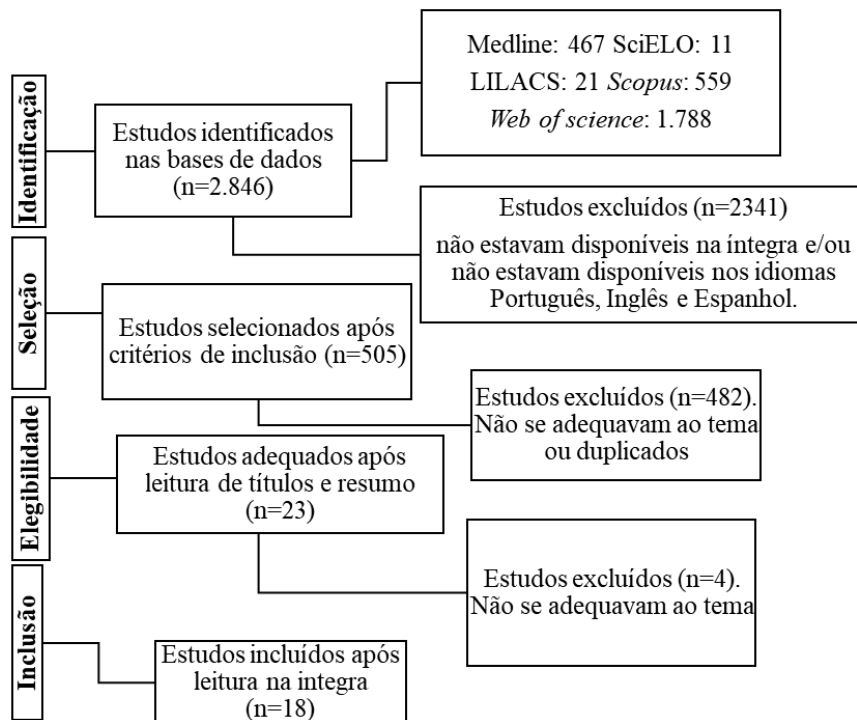 Identificação
Medline: 467 SciELO: 11
LILACS: 21 Scopus: 559
Web of science: 1.788
Estudos identificados
nas bases de dados
(n=2.846)
Estudos excluídos (n=2341)
não estavam disponíveis na íntegra e/ou
não estavam disponíveis nos idiomas
Português, Inglês e Espanhol.
Seleção
Estudos selecionados após
critérios de inclusão (n=505)
Estudos excluídos (n=482).
Não se adequavam ao tema
ou duplicados
Elegibilidade
Estudos adequados após
leitura de títulos e resumo
(n=23)
Estudos excluídos (n=4).
Não se adequavam ao tema
Inclusão
Estudos incluídos após
leitura na integra
(n=18)